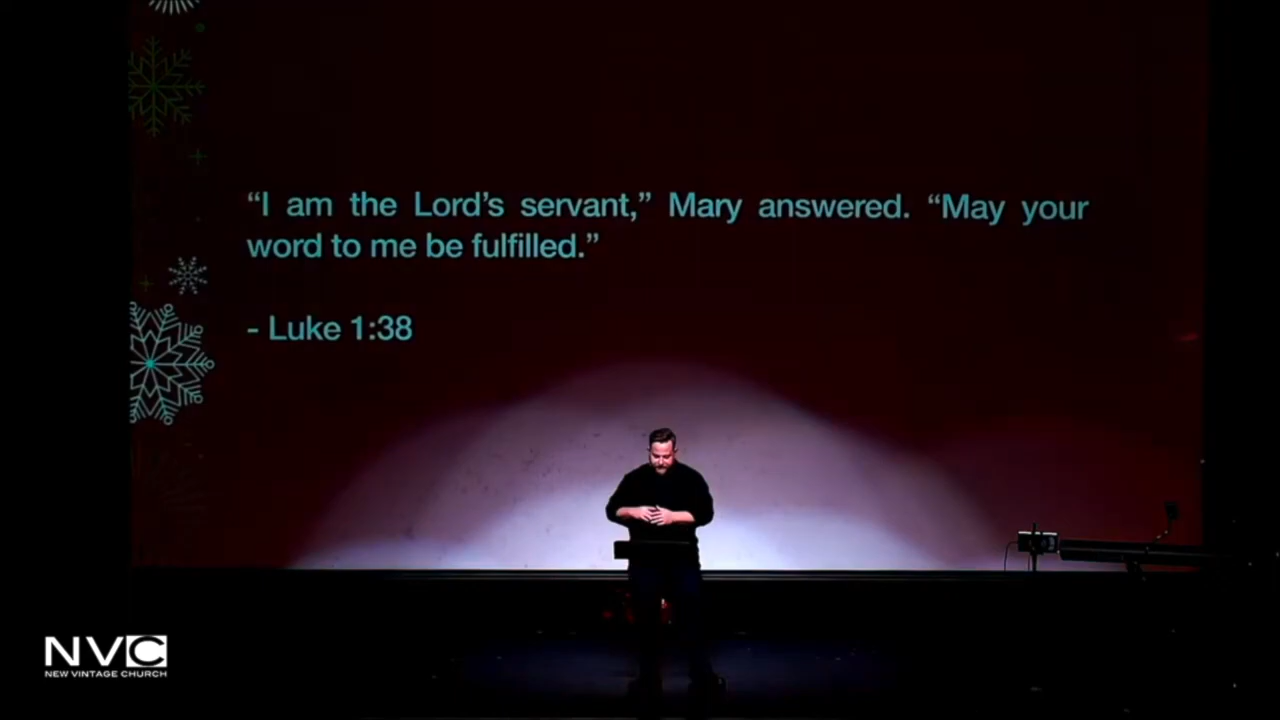 “I am the Lord’s servant,” Mary answered. “May your
word to me be fulfilled.”
- Luke 1:38
NVC
NEW VINTAGE CHURCH